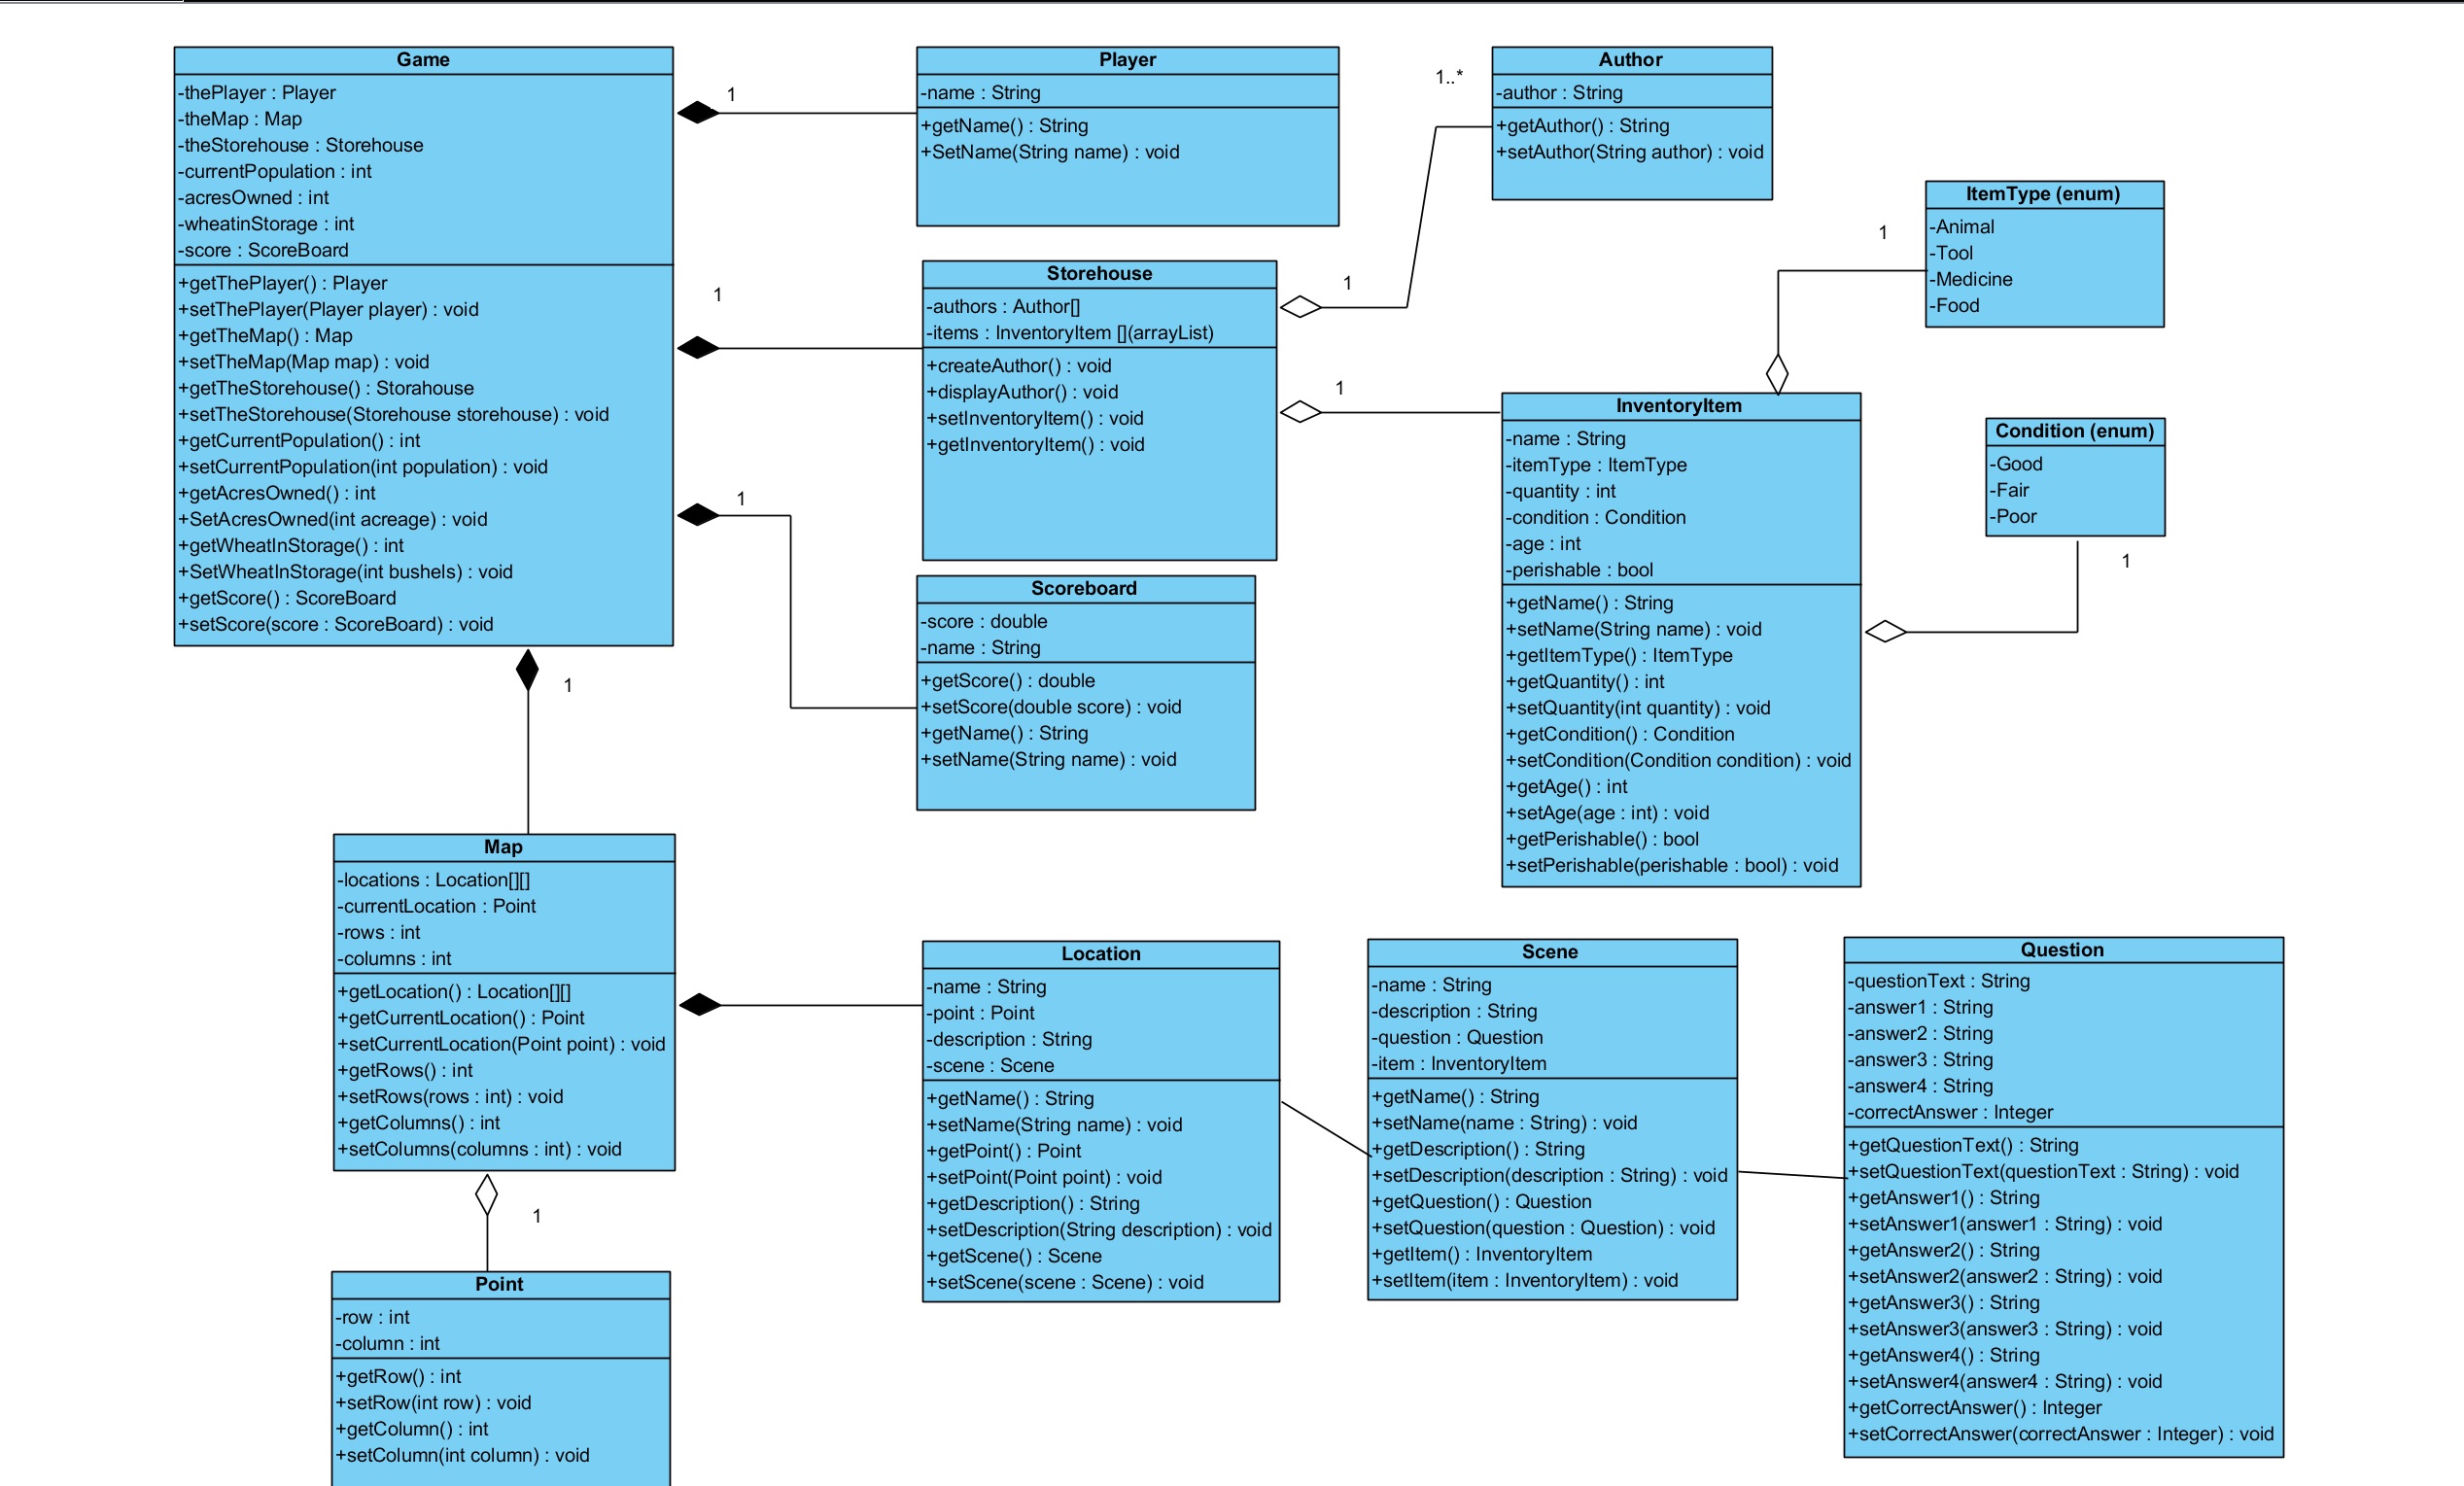 Game
-thePlayer : Player
-theMap : Map
-theStorehouse : Storehouse
-currentPopulation : int
-acresOwned : int
-wheatinStorage : int
-score : ScoreBoard
+getThePlayer() : Player
+setThePlayer(Player player) : void
+getTheMap() : Map
+setTheMap(Map map) : void
+getTheStorehouse() : Storahouse
+setTheStorehouse(Storehouse storehouse) : void
+getCurrentPopulation() : int
+setCurrentPopulation(int population) : void
+getAcresOwned() : int
+SetAcresOwned(int acreage) : void
+getWheatInStorage() : int
+SetWheatInStorage(int bushels) : void
+getScore() : ScoreBoard
+setScore(score : ScoreBoard) : void
1
1
1
1
Player
-name : String
+getName() : String
+SetName(String name) : void
Storehouse
-authors : Author[]
-items : InventoryItem [](arrayList)
+createAuthor() : void
+displayAuthor() : void
+setInventoryItem() : void
+getInventoryItem() : void
1
1..*
1
Author
-author : String
+getAuthor() : String
+setAuthor(String author) : void
ItemType (enum)
-Animal
-Tool
-Medicine
-Food
1
Condition (enum)
-Good
-Fair
-Poor
1
InventoryItem
-name : String
-itemType : ItemType
-quantity : int
-condition : Condition
-age : int
-perishable : bool
+getName() : String
+setName(String name) : void
+getItemType() : ItemType
+getQuantity() : int
+setQuantity(int quantity) : void
+getCondition() : Condition
+setCondition(Condition condition) : void
+getAge() : int
+setAge(age : int) : void
+getPerishable() : bool
+setPerishable(perishable : bool) : void
Scoreboard
-score : double
-name : String
+getScore() : double
+setScore(double score) : void
+getName() : String
+setName(String name) : void
Map
-locations : Location[][]
-currentLocation : Point
-rows : int
-columns : int
+getLocation() : Location[][]
+getCurrentLocation() : Point
+setCurrentLocation(Point point) : void
+getRows() : int
+setRows(rows : int) : void
+getColumns() : int
+setColumns(columns : int) : void
1
Point
-row : int
-column : int
+getRow() : int
+setRow(int row) : void
+getColumn() : int
+setColumn(int column) : void
Location
-name : String
-point : Point
-description : String
-scene : Scene
+getName() : String
+setName(String name) : void
+getPoint() : Point
+setPoint(Point point) : void
+getDescription() : String
+setDescription(String description) : void
+getScene() : Scene
+setScene(scene : Scene) : void
Scene
-name : String
-description : String
-question : Question
-item : InventoryItem
+getName() : String
+setName(name : String) : void
+getDescription() : String
+setDescription(description : String) : void
+getQuestion() : Question
+setQuestion(question : Question) : void
+getItem() : InventoryItem
+setItem(item : InventoryItem) : void
Question
-questionText : String
-answer1 : String
-answer2 : String
-answer3 : String
-answer4 : String
-correctAnswer : Integer
+getQuestionText() : String
+setQuestionText(questionText : String) : void
+getAnswer1() : String
+setAnswer1(answer1 : String) : void
+getAnswer2() : String
+setAnswer2(answer2 : String) : void
+getAnswer3() : String
+setAnswer3(answer3 : String) : void
+getAnswer4() : String
+setAnswer4(answer4 : String) : void
+getCorrectAnswer() : Integer
+setCorrectAnswer(correctAnswer : Integer) : void